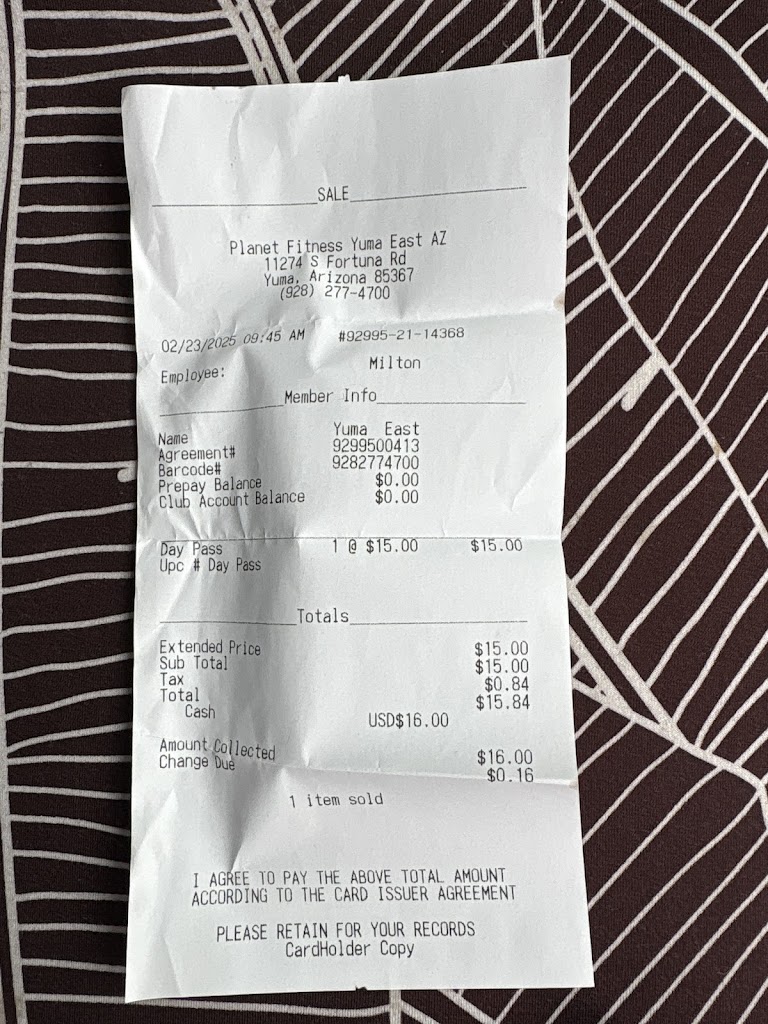 SALE
Planet Fitness Yuma East AZ
11274 S Fortuna Rd
Yuma, Arizona 85367
(928) 277-4700
02/23/2025 09:45 AM #92995-21-14368
Employee: Milton
Member Info
Name Yuma East
Agreement# 9299500413
Barcode# 9282774700
Prepay Balance $0.00
Club Account Balance $0.00
Day Pass 1 @ $15.00 $15.00
Upc # Day Pass
Totals
Extended Price $15.00
Sub Total $15.00
Tax $0.84
Total $15.84
Cash USD$16.00
Amount Collected $16.00
Change Due $0.16
1 item sold
I AGREE TO PAY THE ABOVE TOTAL AMOUNT
ACCORDING TO THE CARD ISSUER AGREEMENT
PLEASE RETAIN FOR YOUR RECORDS
CardHolder Copy